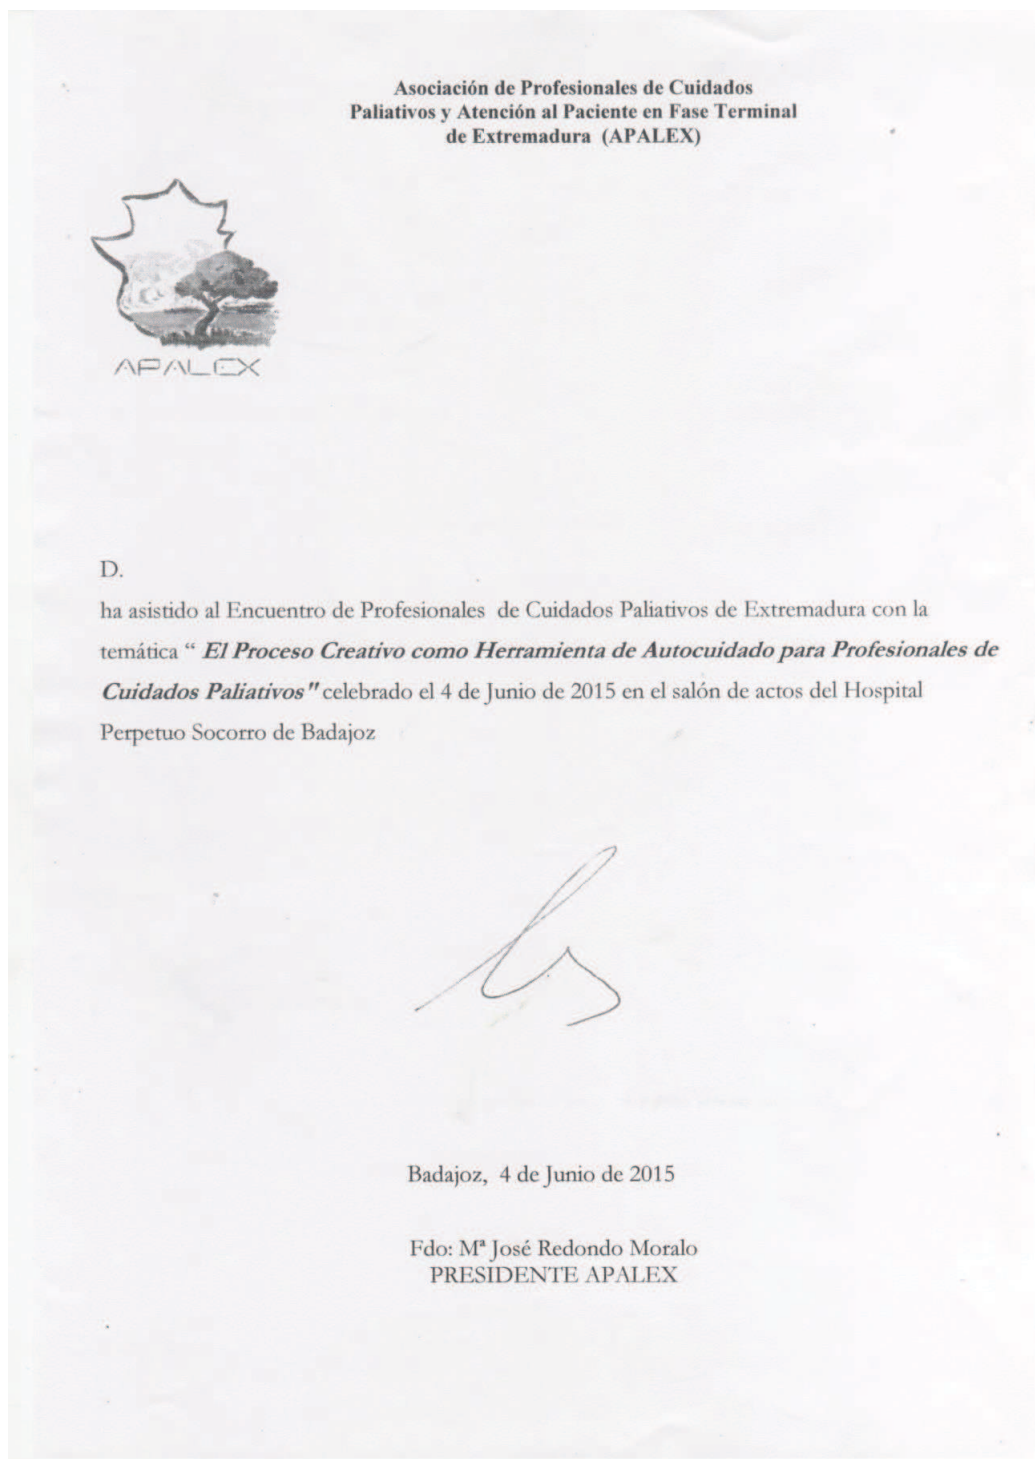 Asociación de Profesionales de Cuidados
Paliativos y Atención al Paciente en Fase Terminal
de Extremadura (APALEX)
APALEX
D.
ha asistido al Encuentro de Profesionales de Cuidados Paliativos de Extremadura con la
temática “ El Proceso Creativo como Herramienta de Autocuidado para Profesionales de
Cuidados Paliativos" celebrado el 4 de Junio de 2015 en el salón de actos del Hospital
Perpetuo Socorro de Badajoz
Badajoz, 4 de Junio de 2015
Fdo: Mª José Redondo Moralo
PRESIDENTE APALEX